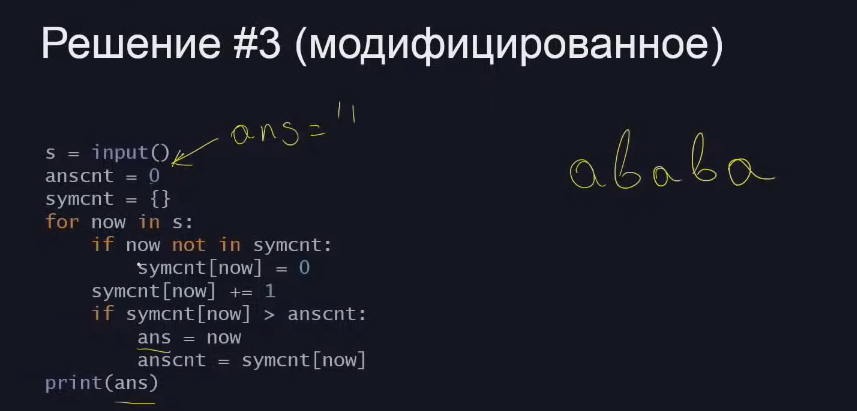 Решение #3 (модифицированное)
ans = ''
s = input()
anscnt = 0
symcnt = {}
for now in s:
if now not in symcnt:
symcnt[now] = 0
symcnt[now] += 1
if symcnt[now] > anscnt:
ans = now
anscnt = symcnt[now]
print(ans)
ababa